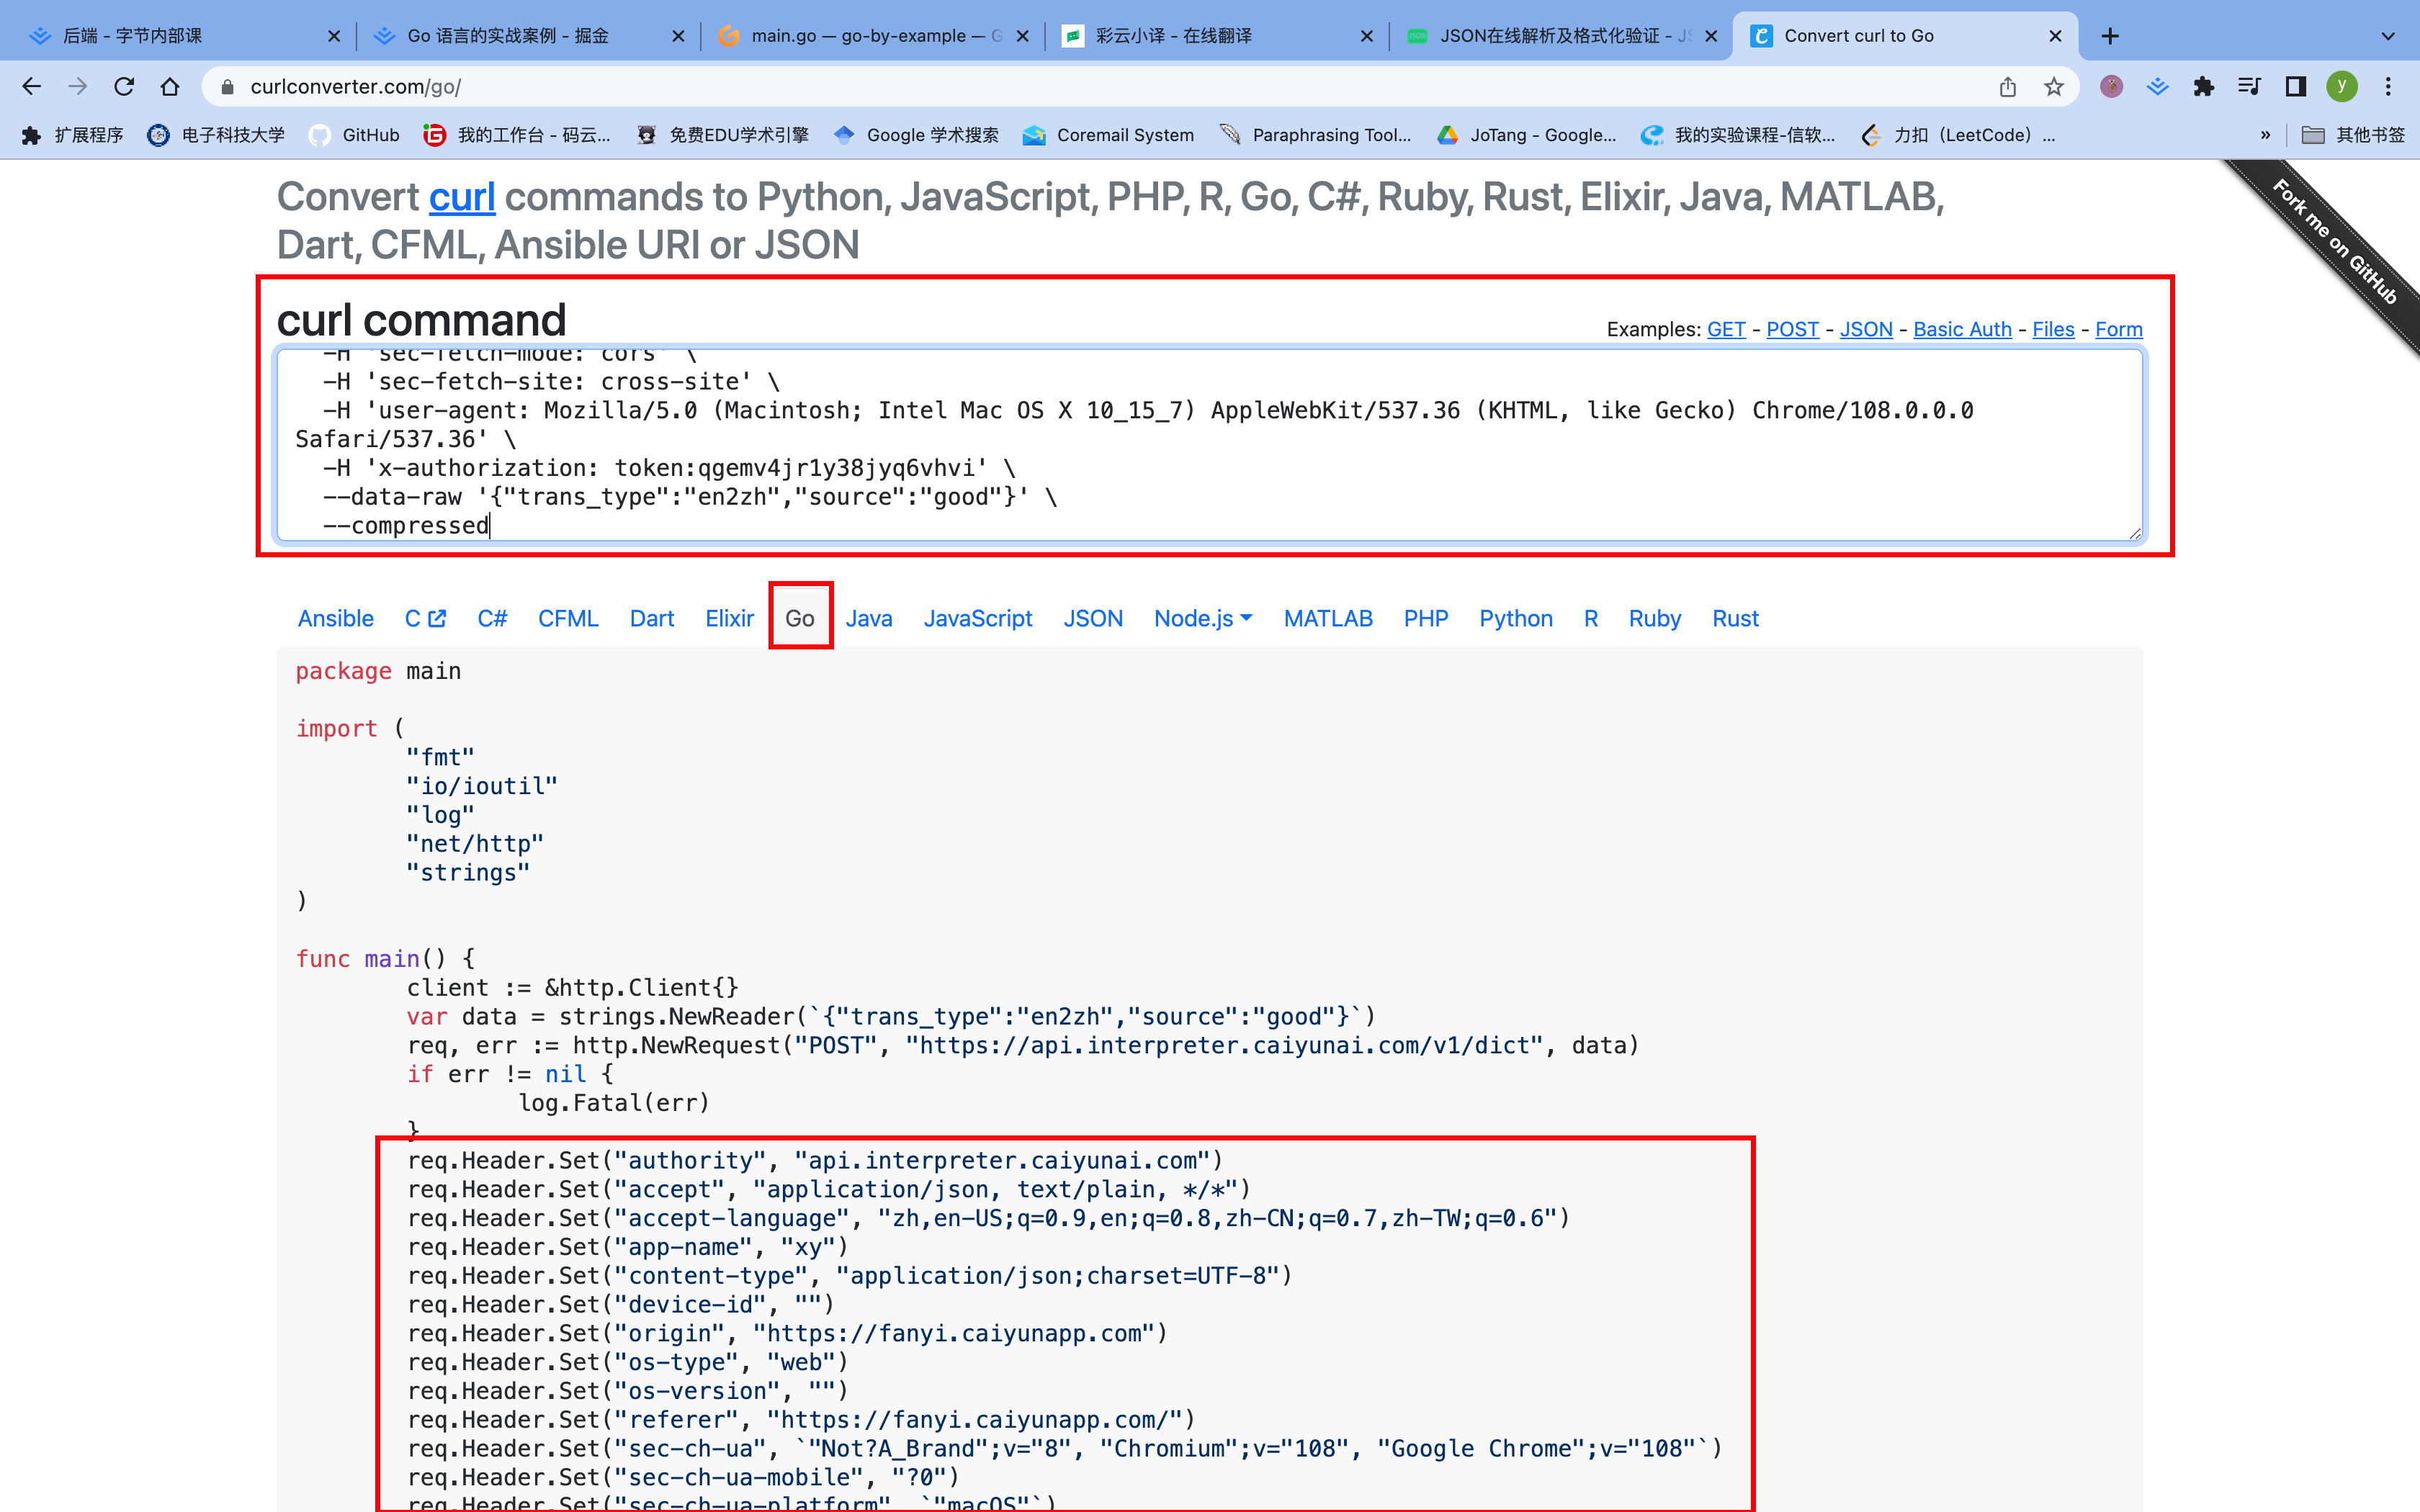 后端 - 字节内部课
Go 语言的实战案例 - 掘金
main.go — go-by-example — G
彩云小译 - 在线翻译
JSON在线解析及格式化验证 - JS
Convert curl to Go
curlconverter.com/go/
y
扩展程序
电子科技大学
GitHub
我的工作台 - 码云...
免费EDU学术引擎
Google 学术搜索
Coremail System
Paraphrasing Tool...
JoTang - Google...
我的实验课程-信软...
力扣（LeetCode）...
»
其他书签
Convert curl commands to Python, JavaScript, PHP, R, Go, C#, Ruby, Rust, Elixir, Java, MATLAB,
Dart, CFML, Ansible URI or JSON
Fork me on GitHub
curl command
Examples: GET - POST - JSON - Basic Auth - Files - Form
-H 'sec-fetch-mode: cors' \
-H 'sec-fetch-site: cross-site' \
-H 'user-agent: Mozilla/5.0 (Macintosh; Intel Mac OS X 10_15_7) AppleWebKit/537.36 (KHTML, like Gecko) Chrome/108.0.0.0
Safari/537.36' \
-H 'x-authorization: token:qgemv4jr1y38jyq6vhvi' \
--data-raw '{"trans_type":"en2zh","source":"good"}' \
--compressed
Ansible C C# CFML Dart Elixir Go Java JavaScript JSON Node.js MATLAB PHP Python R Ruby Rust
package main
import (
"fmt"
"io/ioutil"
"log"
"net/http"
"strings"
)
func main() {
client := &http.Client{}
var data = strings.NewReader(`{"trans_type":"en2zh","source":"good"}`)
req, err := http.NewRequest("POST", "https://api.interpreter.caiyunai.com/v1/dict", data)
if err != nil {
log.Fatal(err)
}
req.Header.Set("authority", "api.interpreter.caiyunai.com")
req.Header.Set("accept", "application/json, text/plain, */*")
req.Header.Set("accept-language", "zh,en-US;q=0.9,en;q=0.8,zh-CN;q=0.7,zh-TW;q=0.6")
req.Header.Set("app-name", "xy")
req.Header.Set("content-type", "application/json;charset=UTF-8")
req.Header.Set("device-id", "")
req.Header.Set("origin", "https://fanyi.caiyunapp.com")
req.Header.Set("os-type", "web")
req.Header.Set("os-version", "")
req.Header.Set("referer", "https://fanyi.caiyunapp.com/")
req.Header.Set("sec-ch-ua", `"Not?A_Brand";v="8", "Chromium";v="108", "Google Chrome";v="108"`)
req.Header.Set("sec-ch-ua-mobile", "?0")
req.Header.Set("sec-ch-ua-platform", `"macOS"`)